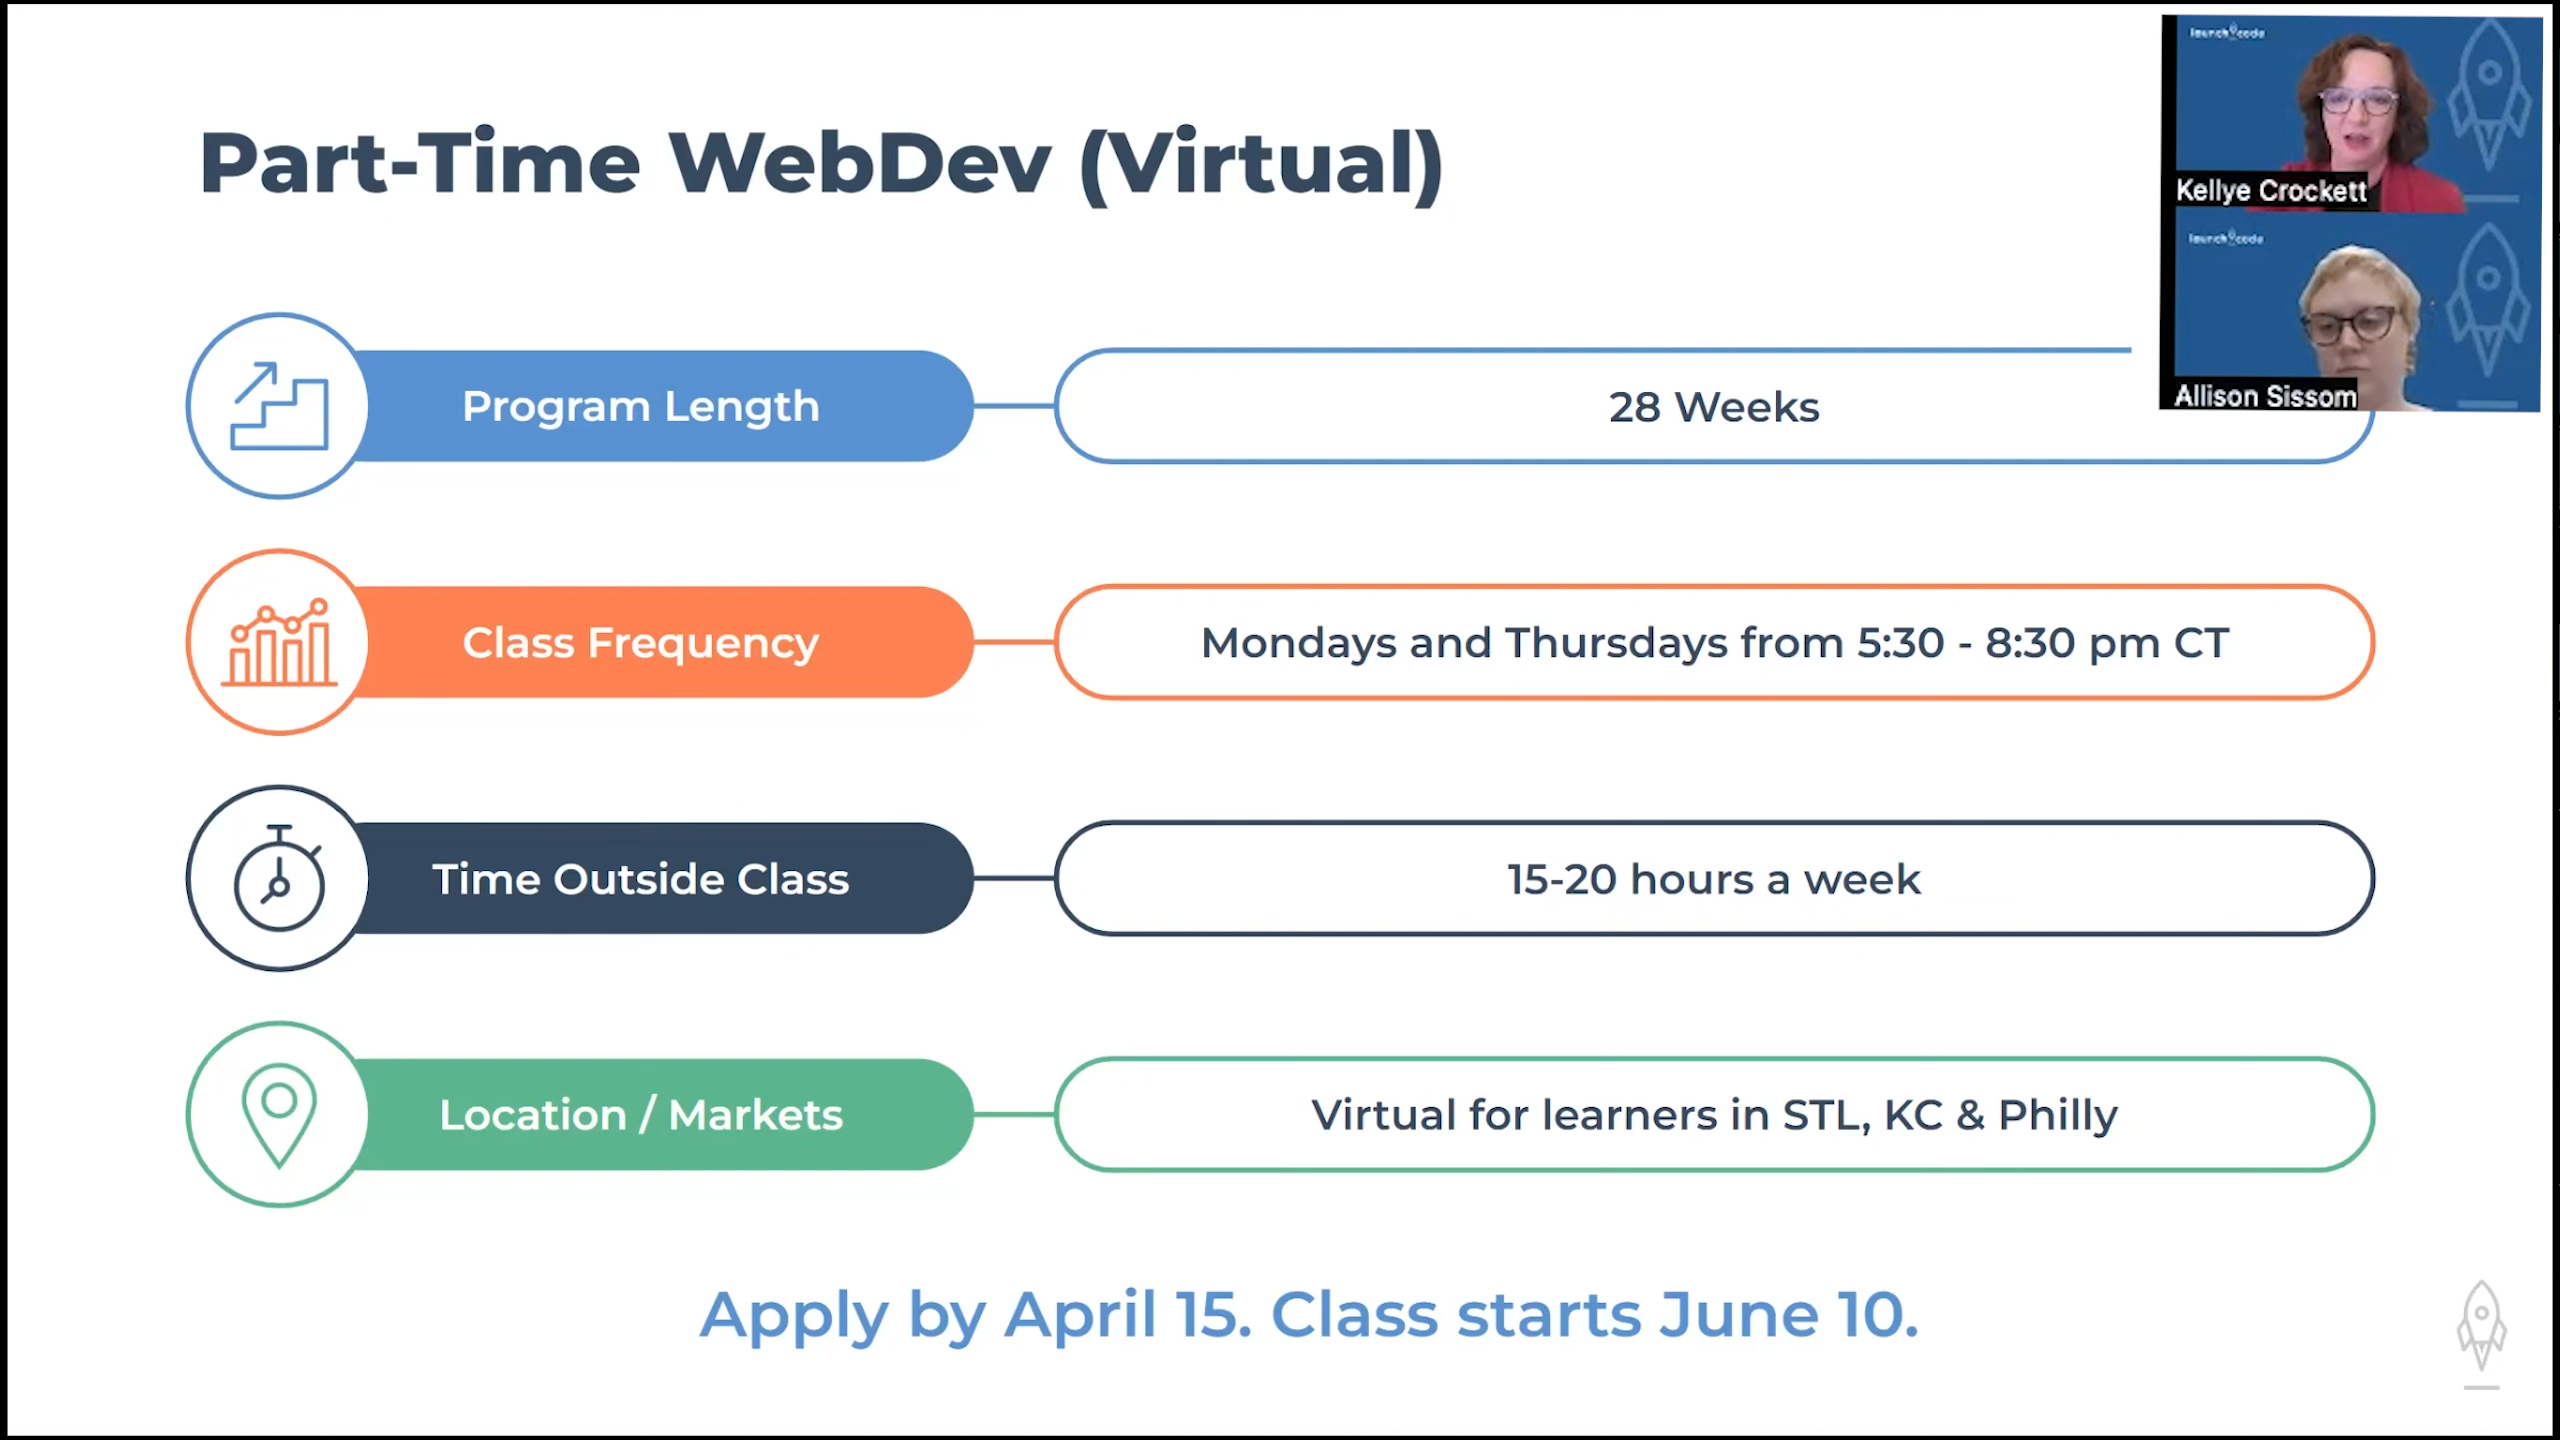 Part-Time WebDev (Virtual)
launchcode
Kellye Crockett
launchcode
Allison Sissom
Program Length
28 Weeks
Class Frequency
Mondays and Thursdays from 5:30 - 8:30 pm CT
Time Outside Class
15-20 hours a week
Location / Markets
Virtual for learners in STL, KC & Philly
Apply by April 15. Class starts June 10.